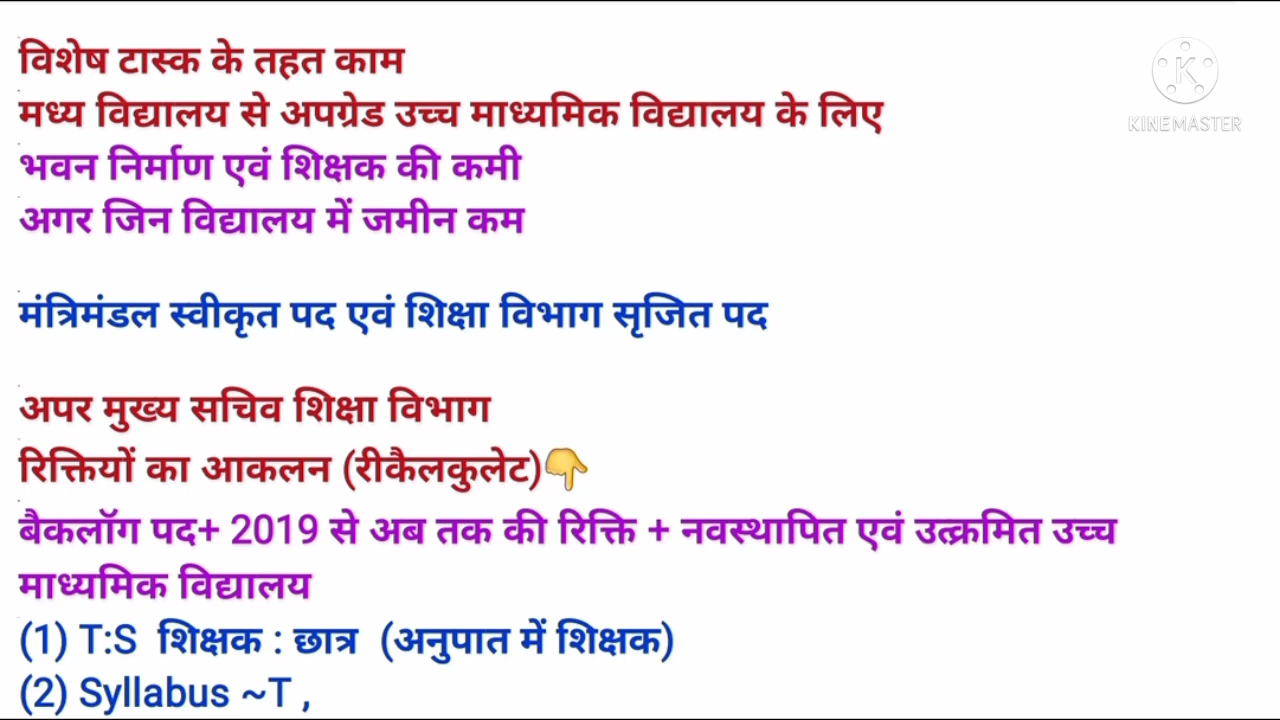 विशेष टास्क के तहत काम
मध्य विद्यालय से अपग्रेड उच्च माध्यमिक विद्यालय के लिए
भवन निर्माण एवं शिक्षक की कमी
अगर जिन विद्यालय में जमीन कम
मंत्रिमंडल स्वीकृत पद एवं शिक्षा विभाग सृजित पद
अपर मुख्य सचिव शिक्षा विभाग
रिक्तियों का आकलन (रीकैलकुलेट)👇
बैकलॉग पद+ 2019 से अब तक की रिक्ति + नवस्थापित एवं उत्क्रमित उच्च
माध्यमिक विद्यालय
(1) T:S शिक्षक : छात्र (अनुपात में शिक्षक)
(2) Syllabus ~T ,
K
KINEMASTER